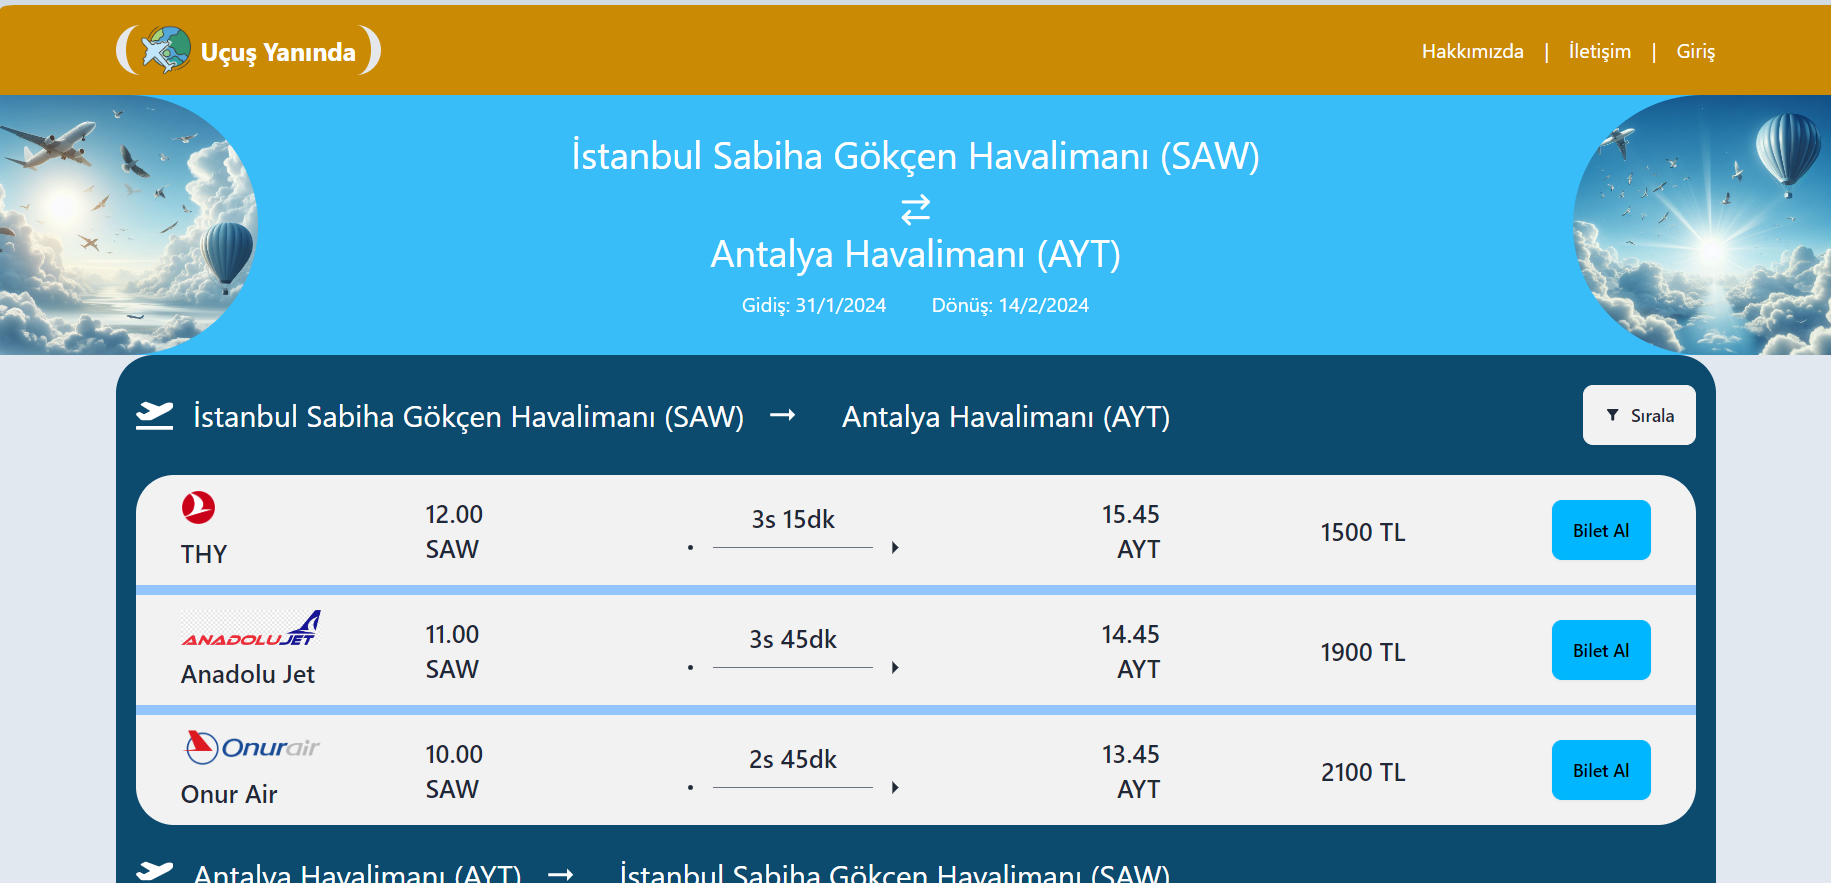 Uçuş Yanında
Hakkımızda | İletişim | Giriş
İstanbul Sabiha Gökçen Havalimanı (SAW)
Antalya Havalimanı (AYT)
Gidiş: 31/1/2024 Dönüş: 14/2/2024
İstanbul Sabiha Gökçen Havalimanı (SAW) → Antalya Havalimanı (AYT)
Sırala
THY
12.00
SAW
3s 15dk
15.45
AYT
1500 TL
Bilet Al
ANADOLUJET
Anadolu Jet
11.00
SAW
3s 45dk
14.45
AYT
1900 TL
Bilet Al
Onurair
Onur Air
10.00
SAW
2s 45dk
13.45
AYT
2100 TL
Bilet Al
Antalya Havalimanı (AYT) → İstanbul Sabiha Gökçen Havalimanı (SAW)